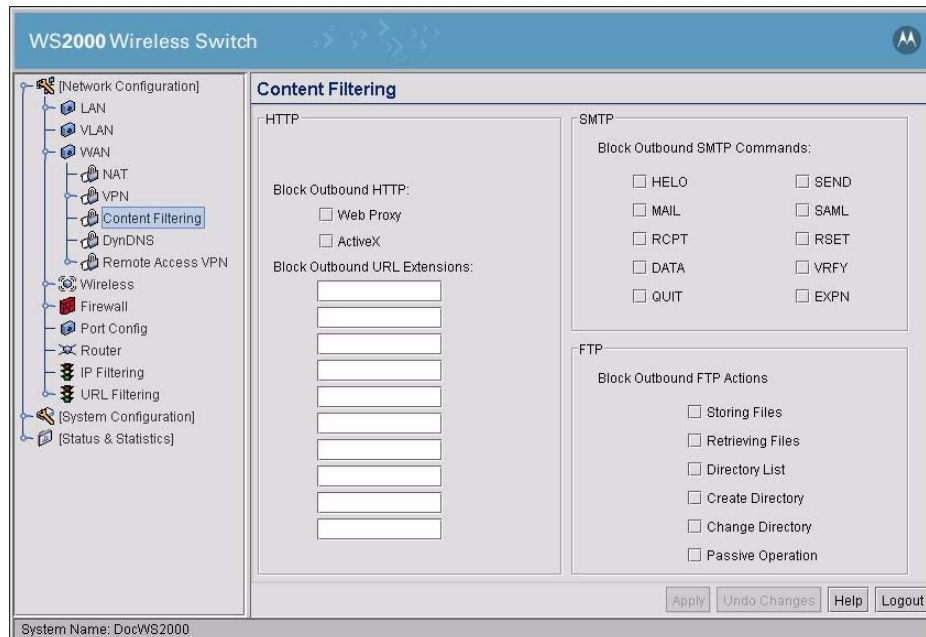 WS2000 Wireless Switch
[Network Configuration]
LAN
VLAN
WAN
NAT
VPN
Content Filtering
DynDNS
Remote Access VPN
Wireless
Firewall
Port Config
Router
IP Filtering
URL Filtering
[System Configuration]
[Status & Statistics]
Content Filtering
HTTP
Block Outbound HTTP:
Web Proxy
ActiveX
Block Outbound URL Extensions:
SMTP
Block Outbound SMTP Commands:
HELO SEND
MAIL SAML
RCPT RSET
DATA VRFY
QUIT EXPN
FTP
Block Outbound FTP Actions
Storing Files
Retrieving Files
Directory List
Create Directory
Change Directory
Passive Operation
Apply Undo Changes Help Logout
System Name: DocWS2000